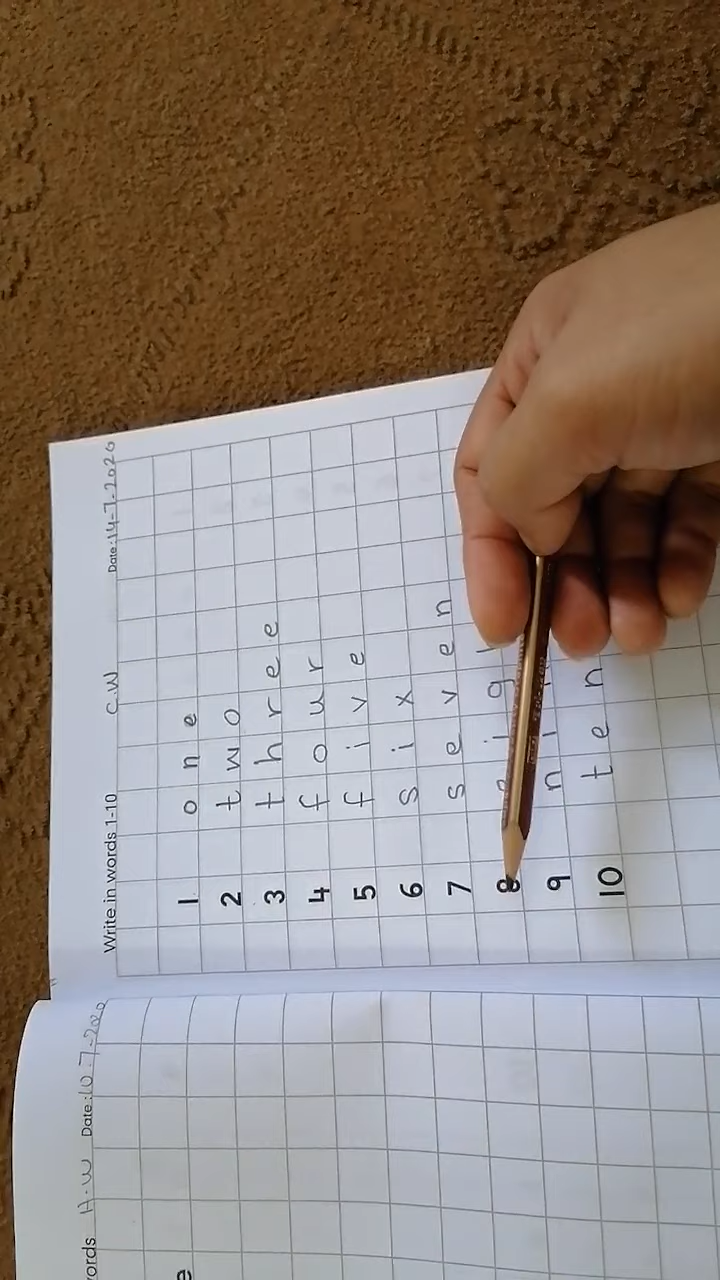 Write in words 1-10 C.W Date: 14-7-2020
1 one
2 two
3 three
4 four
5 five
6 six
7 seven
8
9
10 ten
A.W Date: 10.7-2020